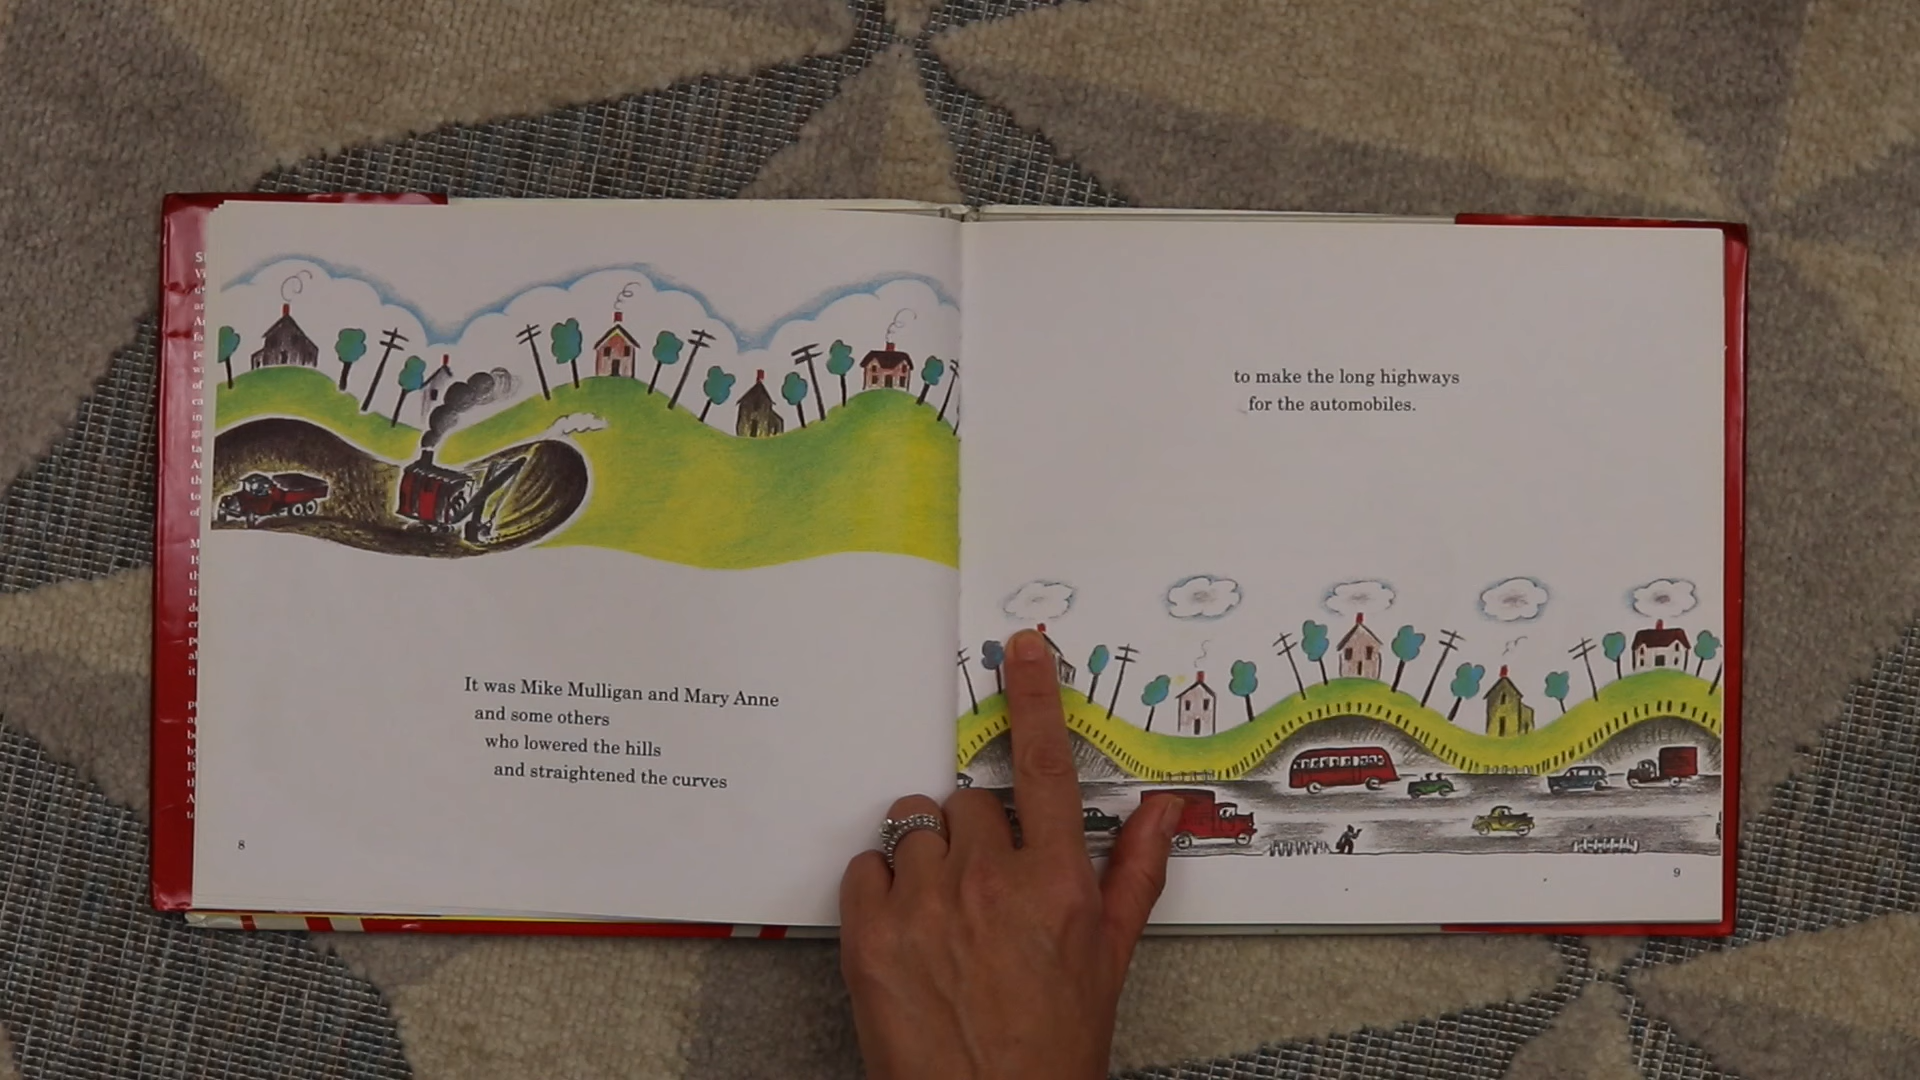 It was Mike Mulligan and Mary Anne
and some others
who lowered the hills
and straightened the curves
8
to make the long highways
for the automobiles.
9